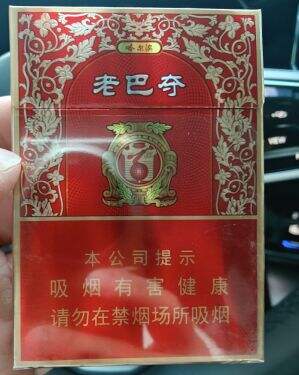 哈尔滨
老巴夺
本公司提示
吸烟有害健康
请勿在禁烟场所吸烟